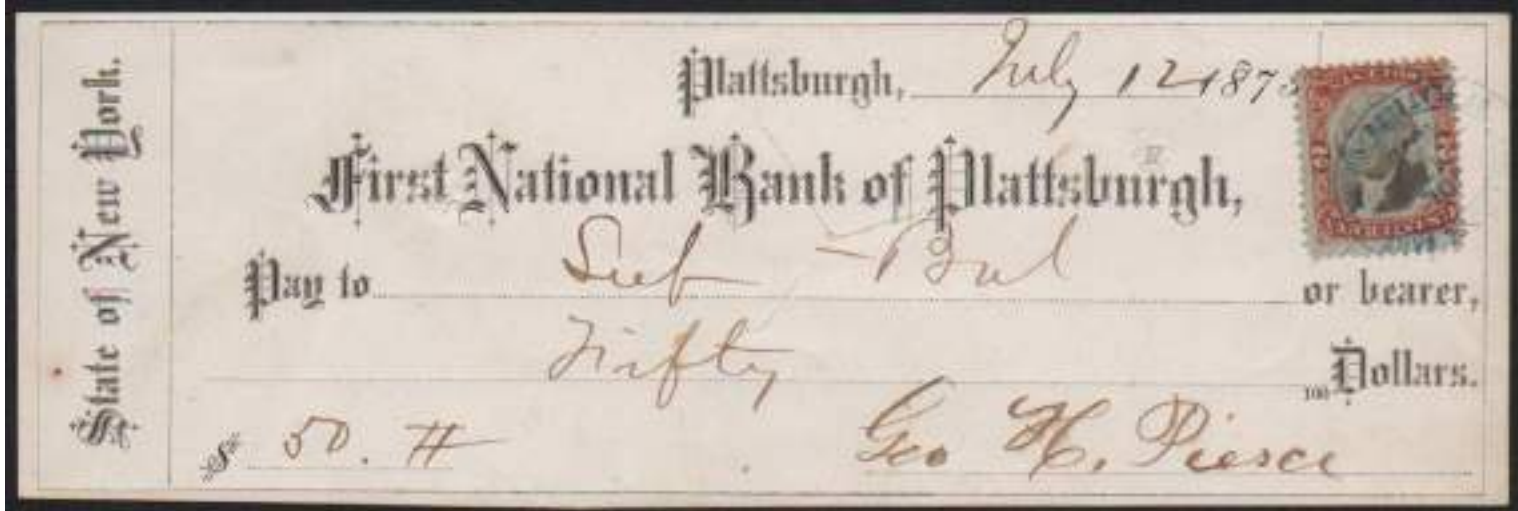 State of New York.
Plattsburgh, July 12 187
First National Bank of Plattsburgh,
Pay to or bearer,
Fifty
100 Dollars.
$ 50.
Geo H. Pierce